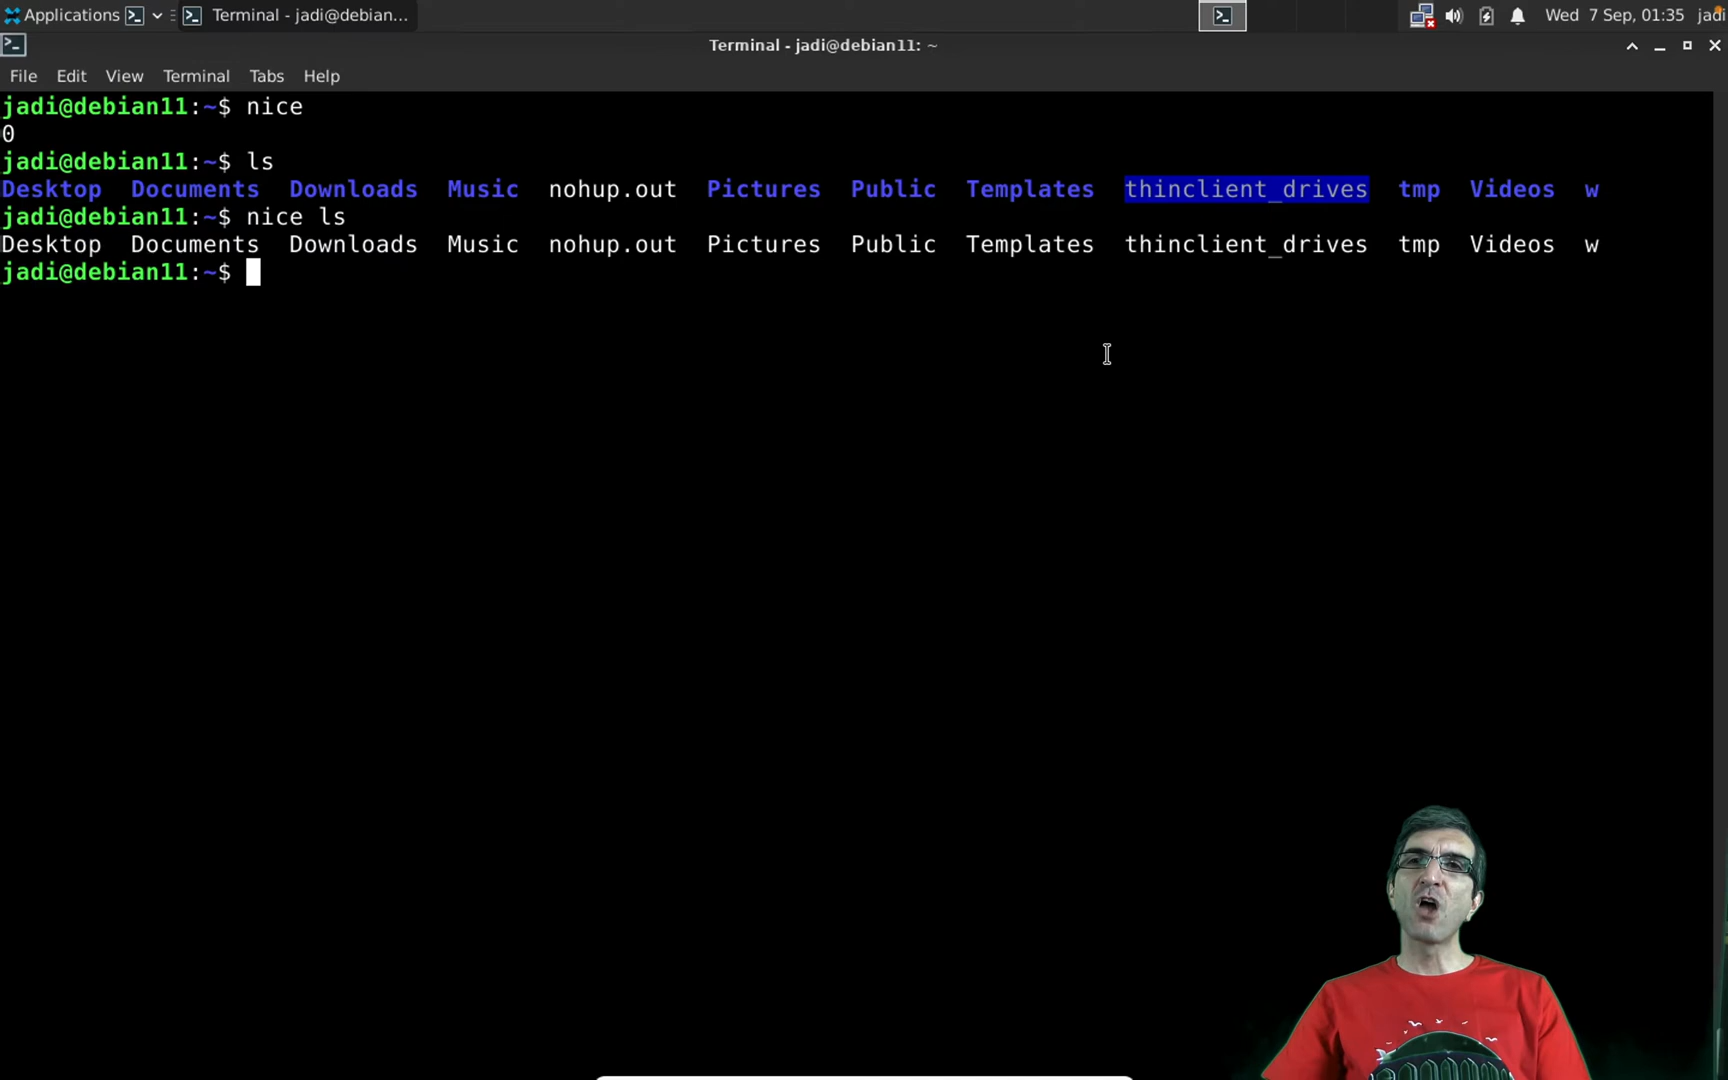 Applications Terminal - jadi@debian... Wed 7 Sep, 01:35 jadi
Terminal - jadi@debian11: ~
File Edit View Terminal Tabs Help
jadi@debian11:~$ nice
0
jadi@debian11:~$ ls
Desktop Documents Downloads Music nohup.out Pictures Public Templates thinclient_drives tmp Videos w
jadi@debian11:~$ nice ls
Desktop Documents Downloads Music nohup.out Pictures Public Templates thinclient_drives tmp Videos w
jadi@debian11:~$